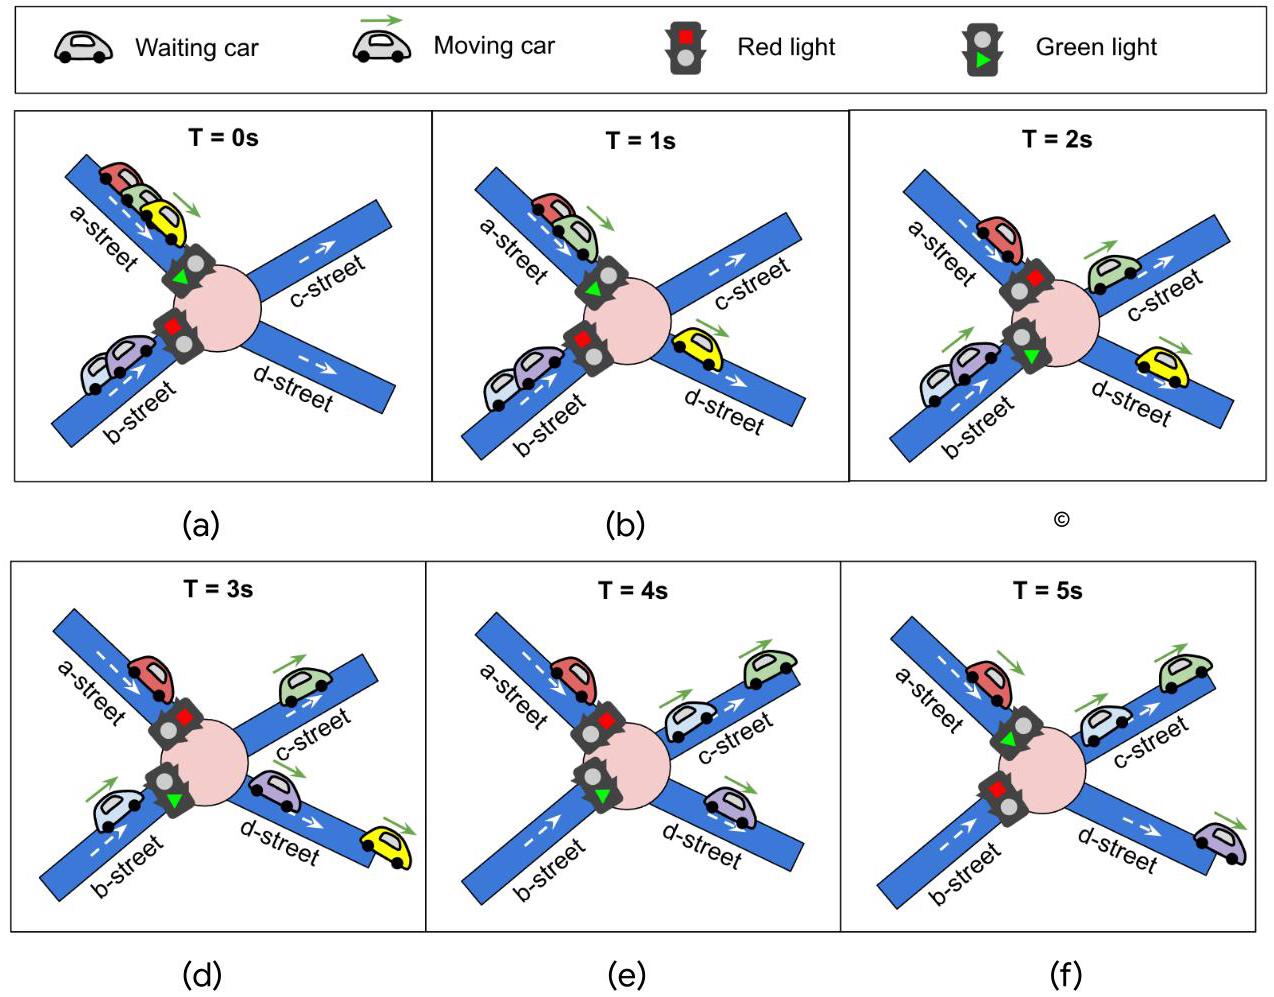 Waiting car
Moving car
Red light
Green light
T = 0s
a-street
c-street
b-street
d-street
T = 1s
a-street
c-street
b-street
d-street
T = 2s
a-street
c-street
b-street
d-street
(a)
(b)
©
T = 3s
a-street
c-street
b-street
d-street
T = 4s
a-street
c-street
b-street
d-street
T = 5s
a-street
c-street
b-street
d-street
(d)
(e)
(f)